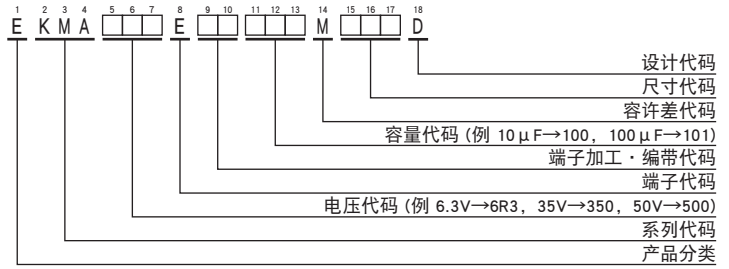 1 2 3 4 5 6 7 8 9 10 11 12 13 14 15 16 17 18
E K M A □□□ E □□ □□□ M □□□ D
设计代码
尺寸代码
容许差代码
容量代码 (例 10μF→100, 100μF→101)
端子加工・编带代码
端子代码
电压代码 (例 6.3V→6R3, 35V→350, 50V→500)
系列代码
产品分类